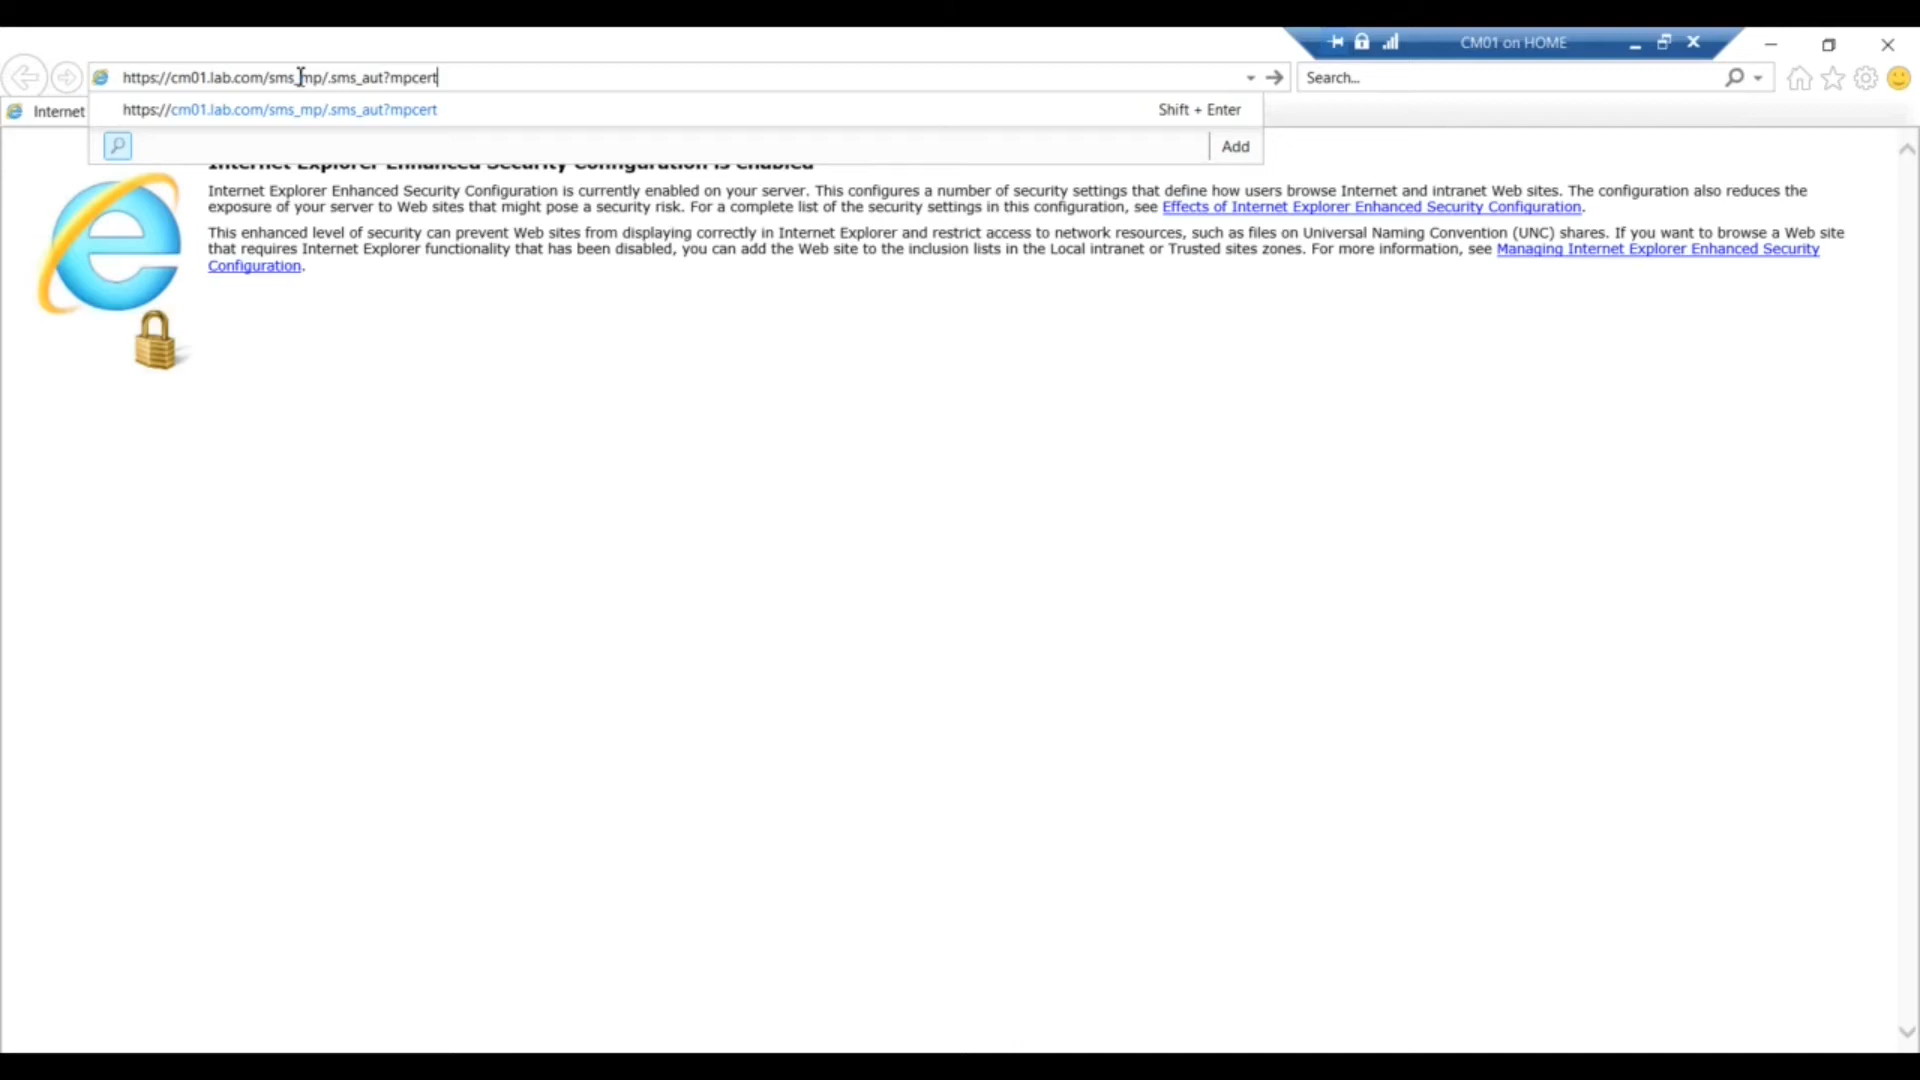 CM01 on HOME
https://cm01.lab.com/sms_mp/.sms_aut?mpcert
Search...
https://cm01.lab.com/sms_mp/.sms_aut?mpcert Shift + Enter
Internet
Add
Internet Explorer Enhanced Security Configuration is enabled
Internet Explorer Enhanced Security Configuration is currently enabled on your server. This configures a number of security settings that define how users browse Internet and intranet Web sites. The configuration also reduces the
exposure of your server to Web sites that might pose a security risk. For a complete list of the security settings in this configuration, see Effects of Internet Explorer Enhanced Security Configuration.
This enhanced level of security can prevent Web sites from displaying correctly in Internet Explorer and restrict access to network resources, such as files on Universal Naming Convention (UNC) shares. If you want to browse a Web site
that requires Internet Explorer functionality that has been disabled, you can add the Web site to the inclusion lists in the Local intranet or Trusted sites zones. For more information, see Managing Internet Explorer Enhanced Security
Configuration.